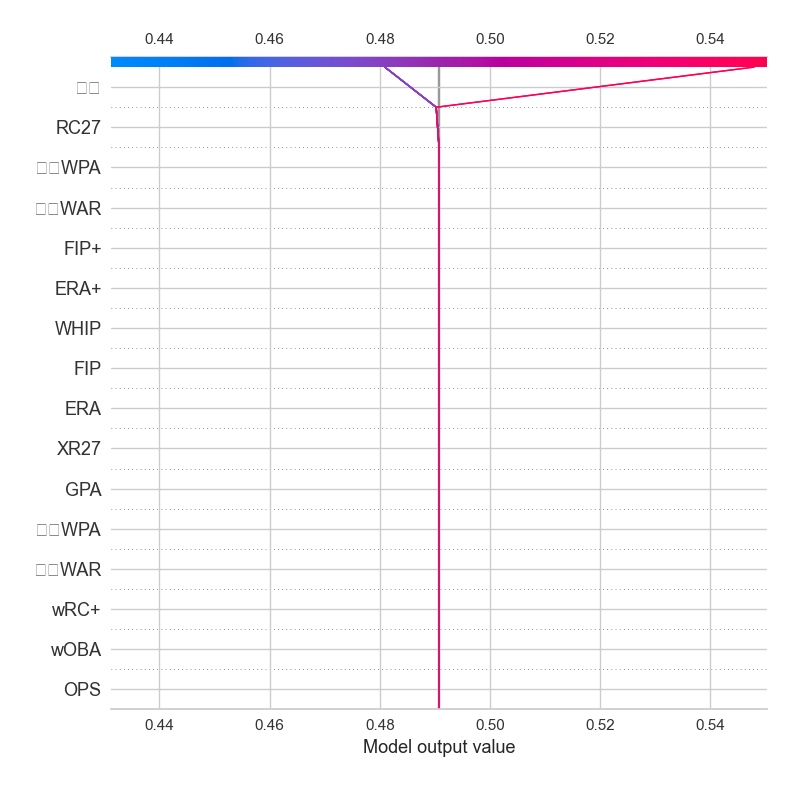 0.44 0.46 0.48 0.50 0.52 0.54
RC27
WPA
WAR
FIP+
ERA+
WHIP
FIP
ERA
XR27
GPA
WPA
WAR
wRC+
wOBA
OPS
0.44 0.46 0.48 0.50 0.52 0.54
Model output value